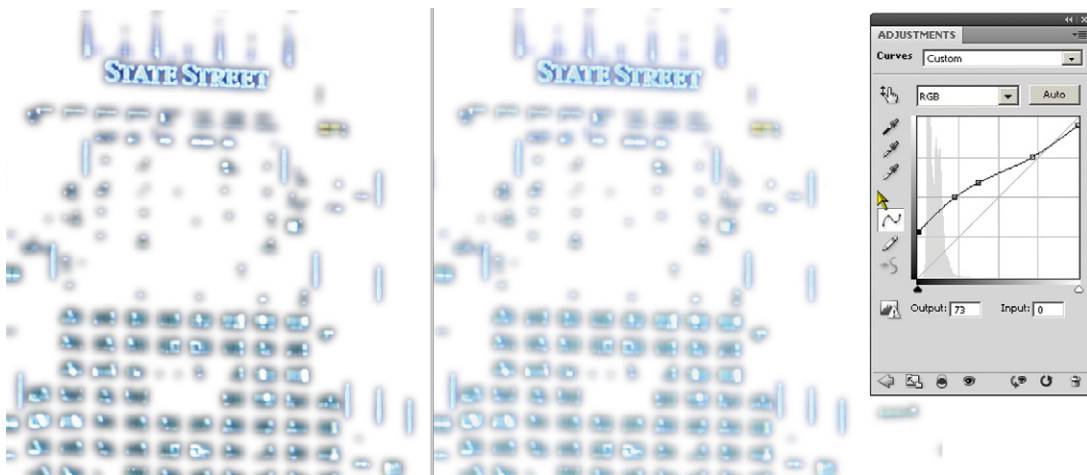 STATE STREET
STATE STREET
ADJUSTMENTS
Curves Custom
RGB Auto
Output: 73 Input: 0